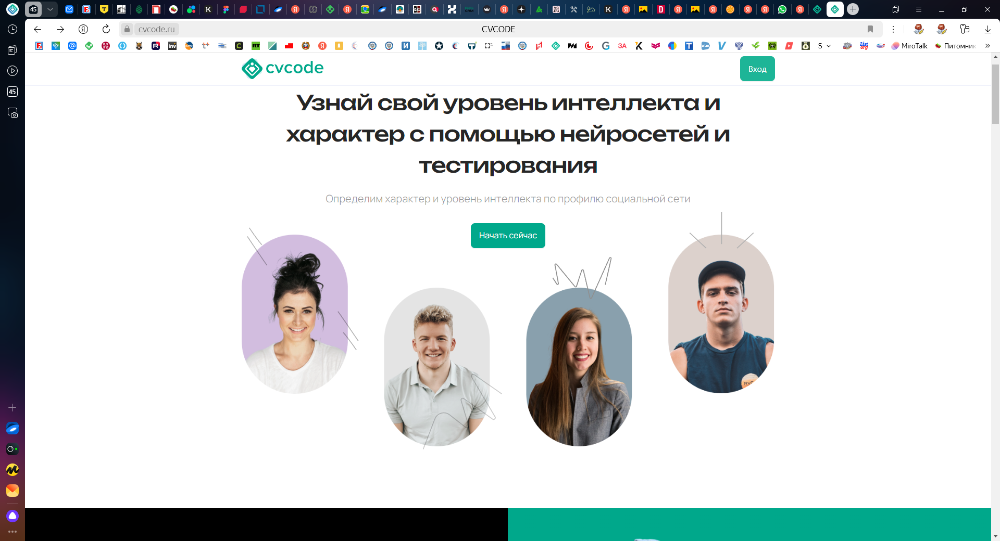 45
cvcode.ru
CVCODE
MiroTalk
Питомник
45
cvcode
Вход
Узнай свой уровень интеллекта и
характер с помощью нейросетей и
тестирования
Определим характер и уровень интеллекта по профилю социальной сети
Начать сейчас